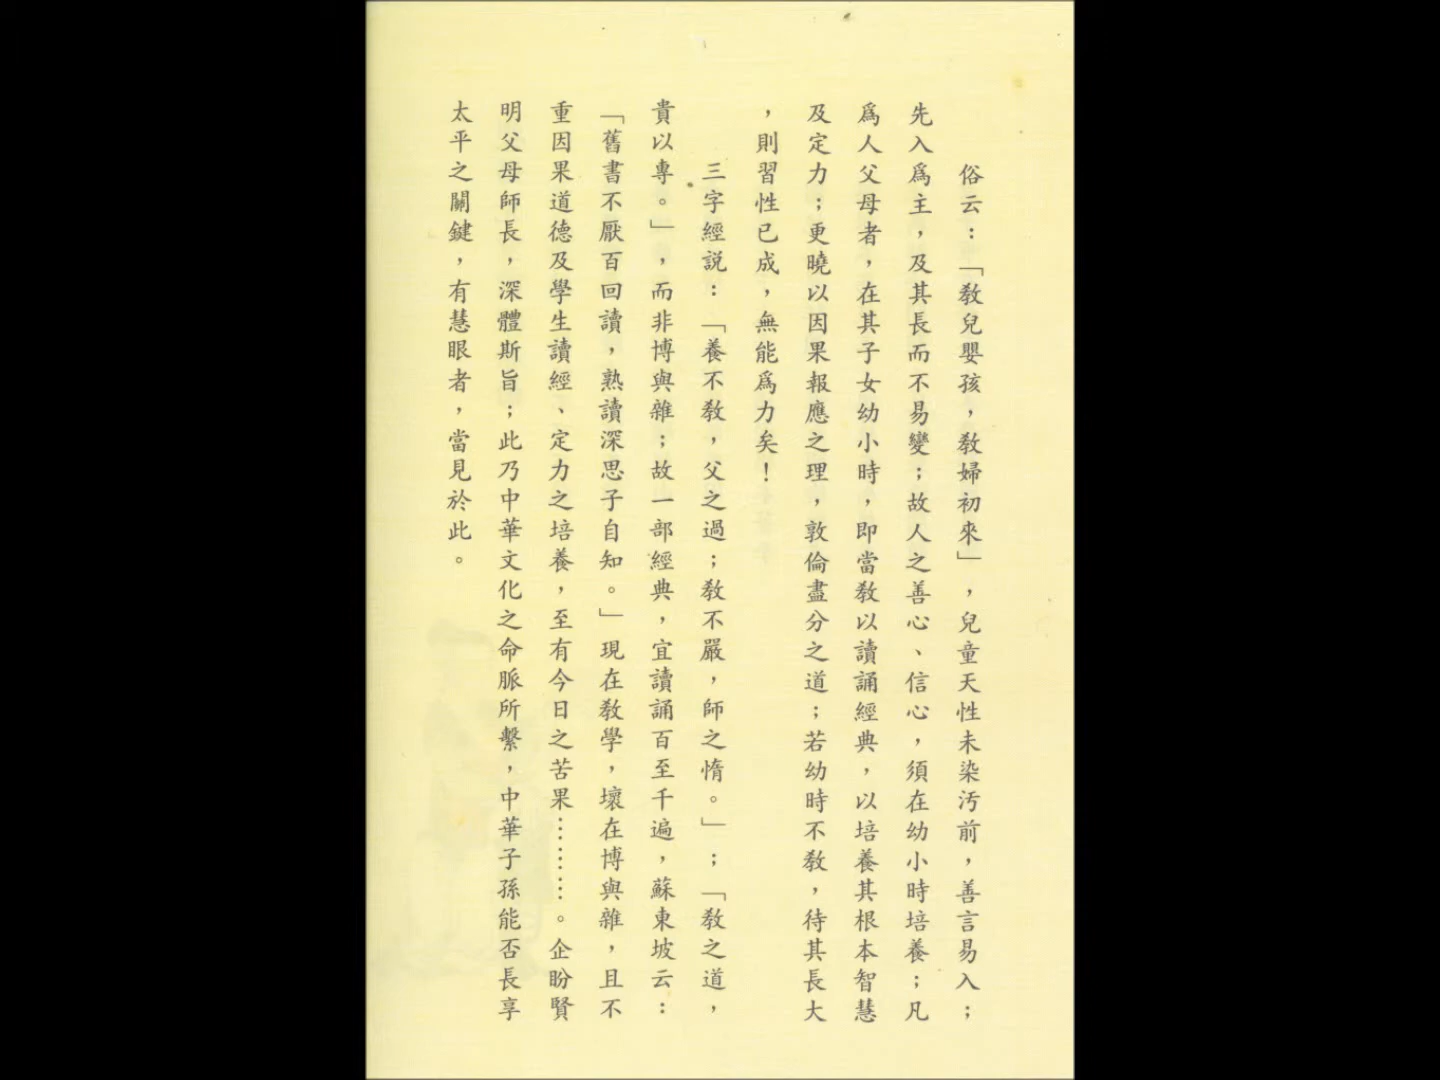 俗云：「敎兒嬰孩，敎婦初來」，兒童天性未染汚前，善言易入；
先入爲主，及其長而不易變；故人之善心、信心，須在幼小時培養；凡
爲人父母者，在其子女幼小時，即當敎以讀誦經典，以培養其根本智慧
及定力；更曉以因果報應之理，敦倫盡分之道；若幼時不敎，待其長大
，則習性已成，無能爲力矣！
三字經說：「養不敎，父之過；敎不嚴，師之惰。」；「敎之道，
貴以專。」，而非博與雜；故一部經典，宜讀誦百至千遍，蘇東坡云：
「舊書不厭百回讀，熟讀深思子自知。」現在敎學，壞在博與雜，且不
重因果道德及學生讀經、定力之培養，至有今日之苦果………。企盼賢
明父母師長，深體斯旨；此乃中華文化之命脈所繫，中華子孫能否長享
太平之關鍵，有慧眼者，當見於此。